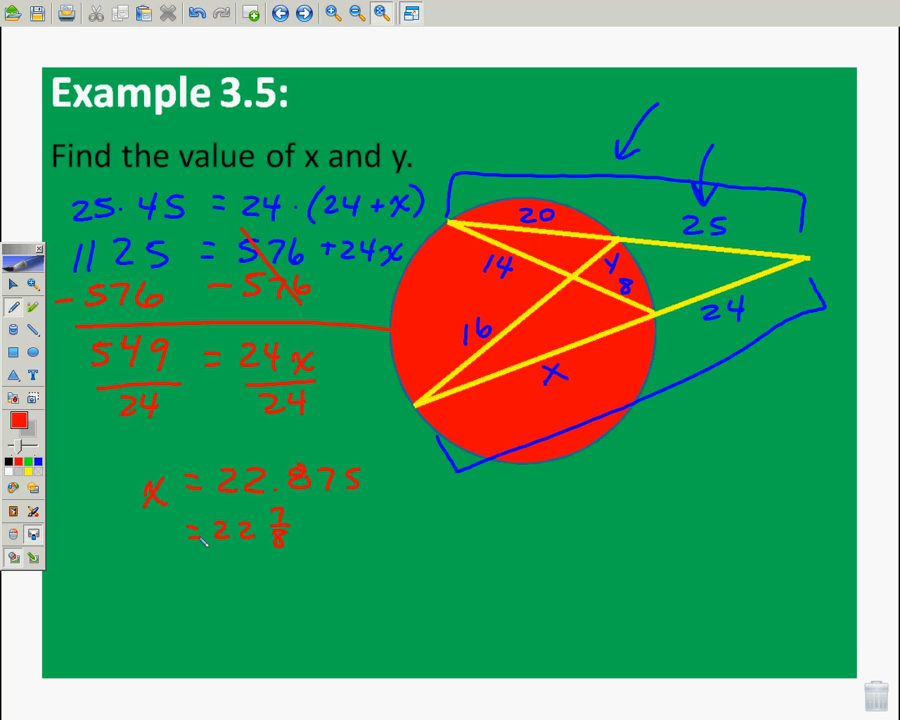 Example 3.5:
Find the value of x and y.
25 · 45 = 24 · (24 + x)
1125 = 576 + 24x
- 576 - 576
549 = 24x
24 24
x = 22.875
= 22 7/8
20
25
14
y
8
16
24
x